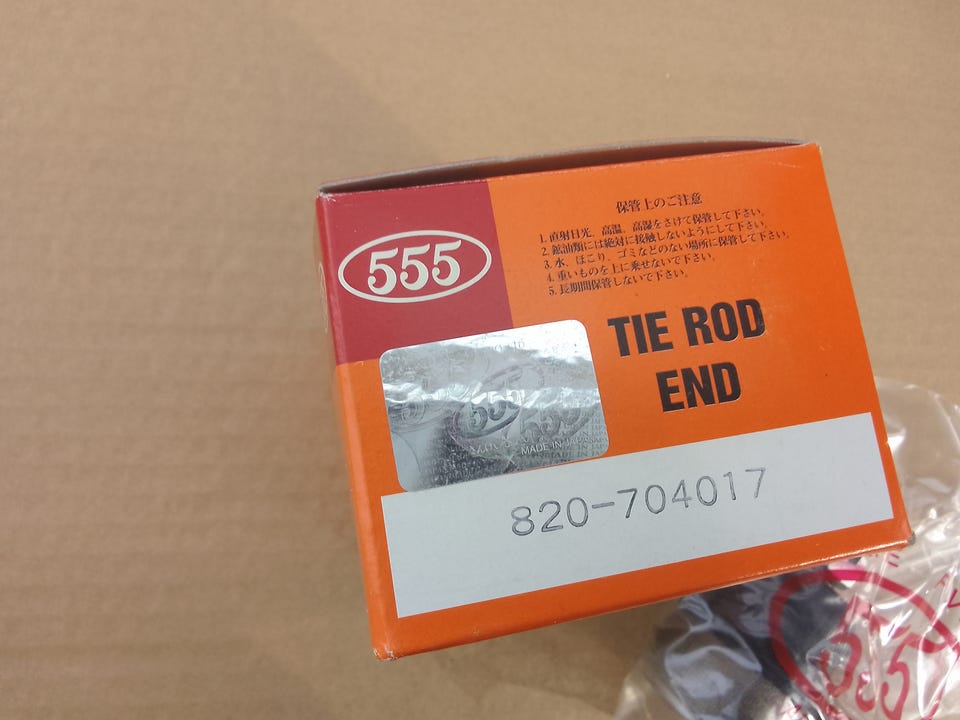 555
保管上のご注意
1. 直射日光、高温、高湿をさけて保管して下さい。
2. 鉱油類には絶対に接触しないようにして下さい。
3. 水、ほこり、ゴミなどのない場所に保管して下さい。
4. 重いものを上に乗せないで下さい。
5. 長期間保管しないで下さい。
TIE ROD
END
555
MADE IN
820-704017
555